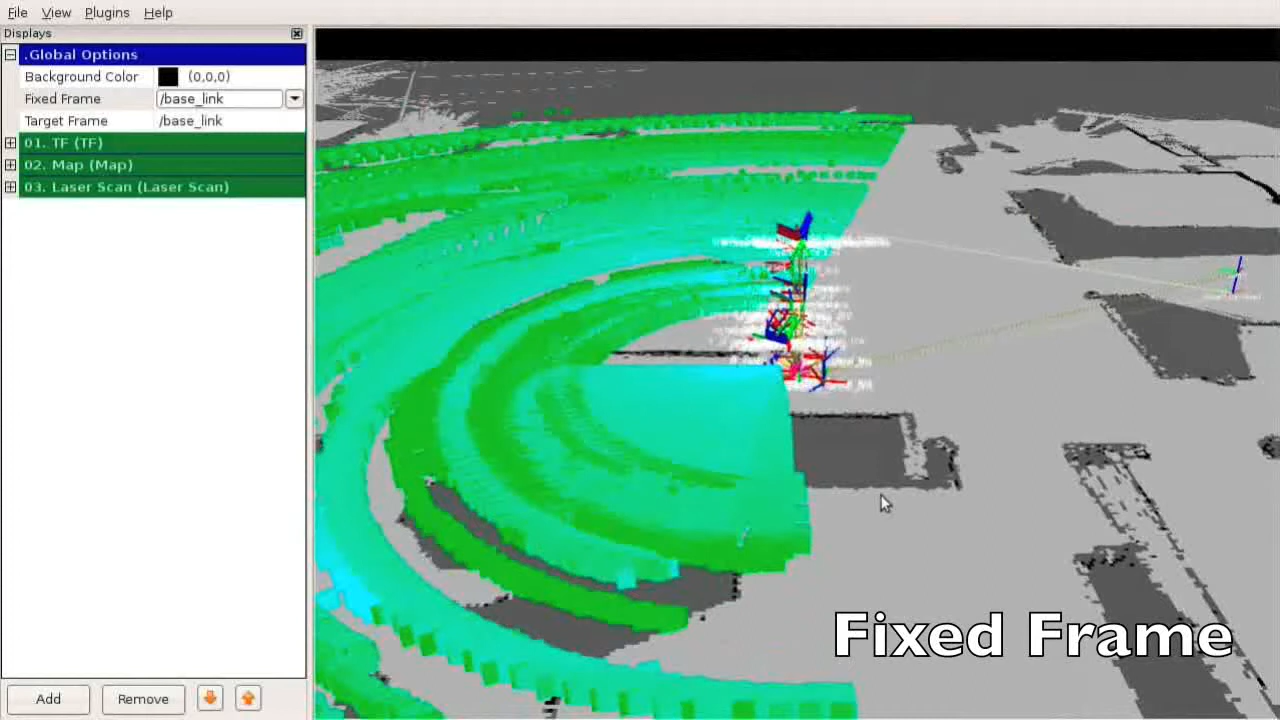 File View Plugins Help
Displays
.Global Options
Background Color (0,0,0)
Fixed Frame /base_link
Target Frame /base_link
01. TF (TF)
02. Map (Map)
03. Laser Scan (Laser Scan)
Fixed Frame
Add Remove